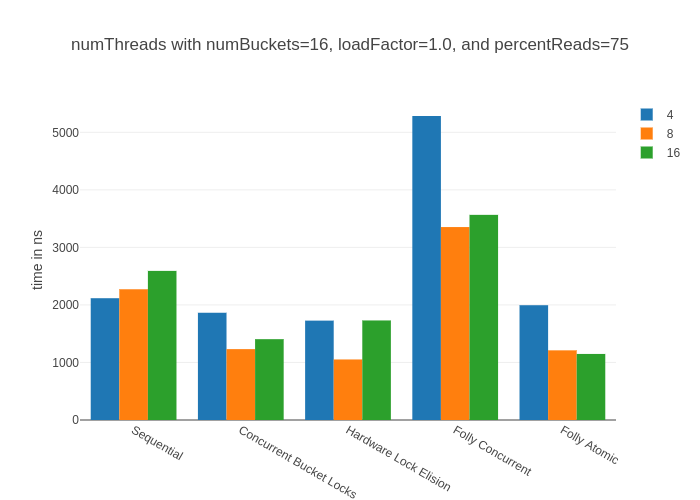 numThreads with numBuckets=16, loadFactor=1.0, and percentReads=75
4
8
16
time in ns
5000
4000
3000
2000
1000
0
Sequential
Concurrent Bucket Locks
Hardware Lock Elision
Folly Concurrent
Folly Atomic